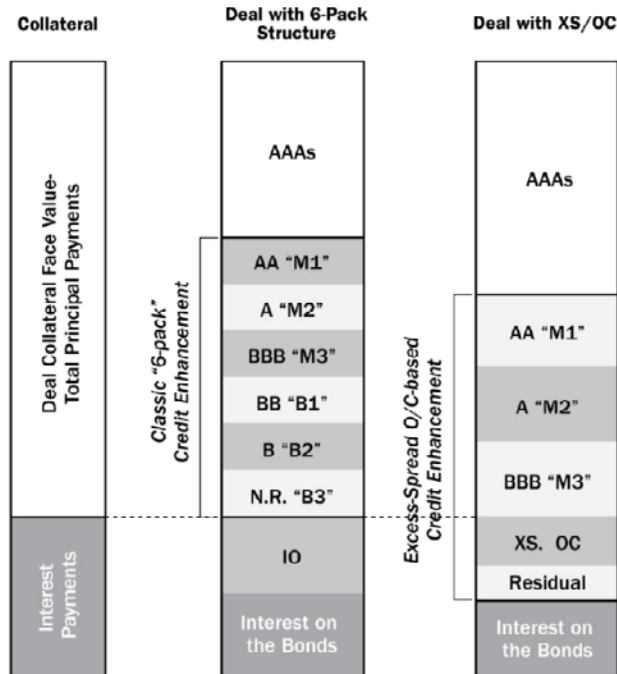 Collateral
Deal with 6-Pack
Structure
Deal with XS/OC
Deal Collateral Face Value-
Total Principal Payments
Interest
Payments
Classic "6-pack"
Credit Enhancement
AAAs
AA "M1"
A "M2"
BBB "M3"
BB "B1"
B "B2"
N.R. "B3"
IO
Interest on
the Bonds
Excess-Spread O/C-based
Credit Enhancement
AAAs
AA "M1"
A "M2"
BBB "M3"
XS. OC
Residual
Interest on
the Bonds